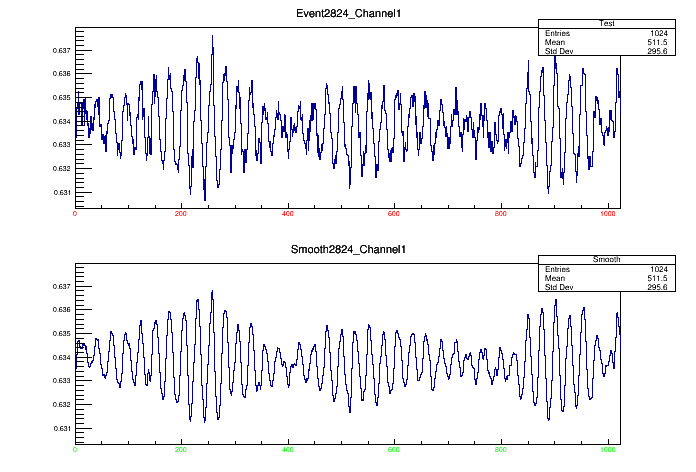 Event2824_Channel1
Test
Entries 1024
Mean 511.5
Std Dev 295.6
0.637
0.636
0.635
0.634
0.633
0.632
0.631
0 200 400 600 800 1000
Smooth2824_Channel1
Smooth
Entries 1024
Mean 511.5
Std Dev 295.6
0.637
0.636
0.635
0.634
0.633
0.632
0.631
0 200 400 600 800 1000